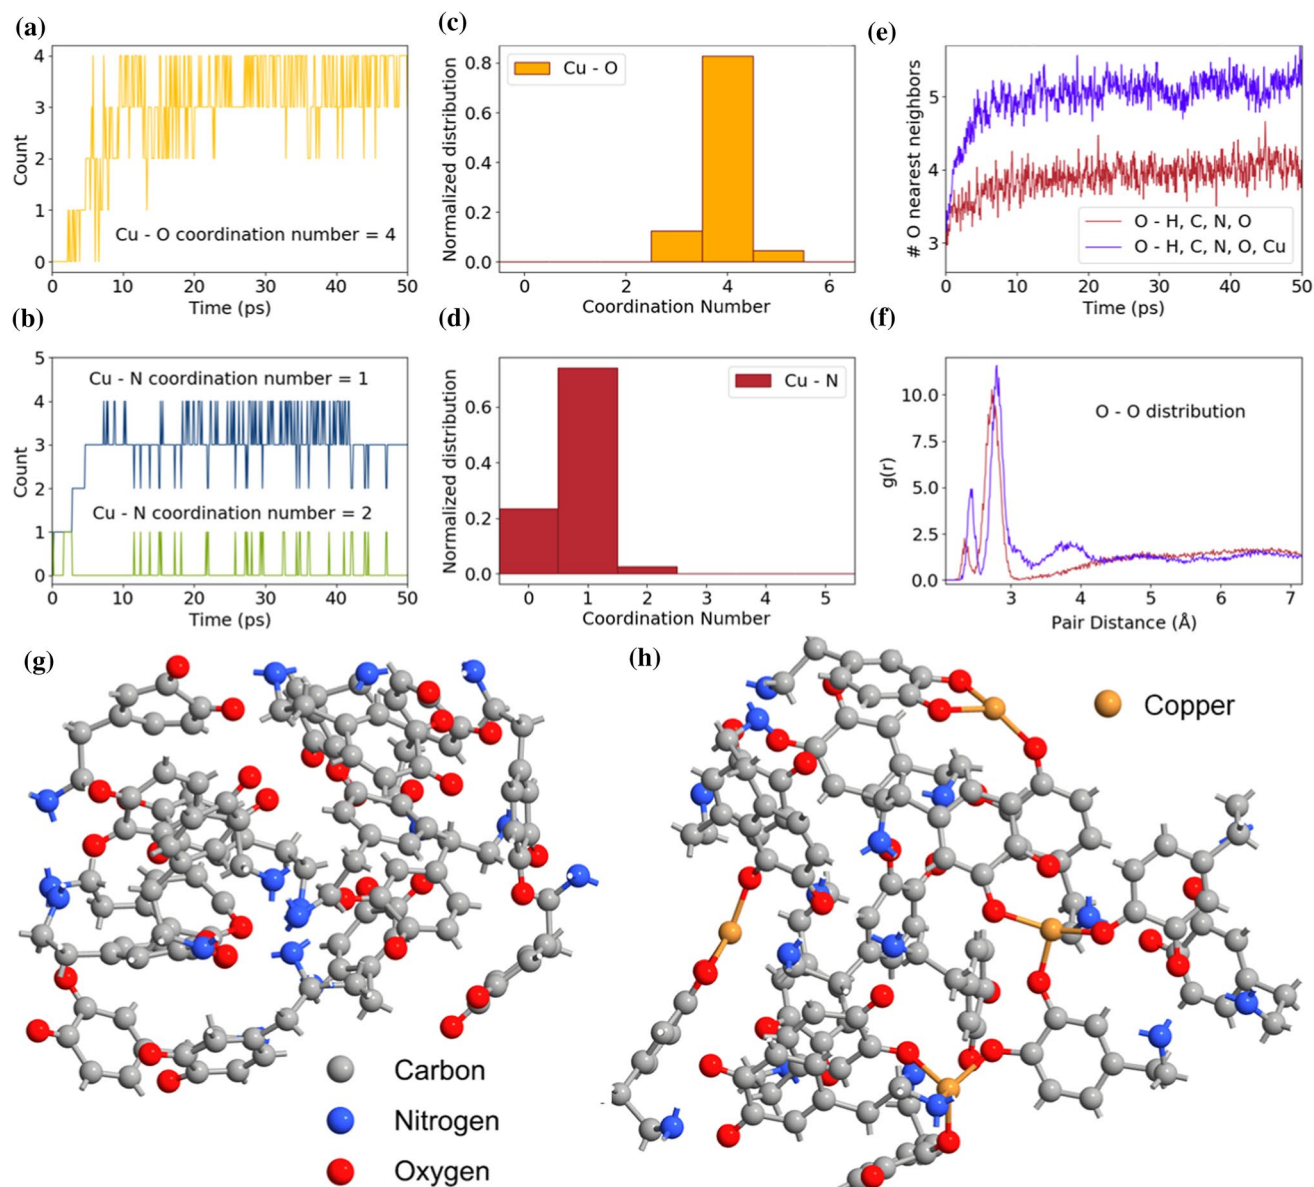 (a)
4
3
2
1
0
Count
Cu - O coordination number = 4
0 10 20 30 40 50
Time (ps)
(c)
0.8
0.6
0.4
0.2
0.0
Normalized distribution
Cu - O
0 2 4 6
Coordination Number
(e)
5
4
3
# O nearest neighbors
O - H, C, N, O
O - H, C, N, O, Cu
0 10 20 30 40 50
Time (ps)
(b)
5
4
3
2
1
0
Count
Cu - N coordination number = 1
Cu - N coordination number = 2
0 10 20 30 40 50
Time (ps)
(d)
0.6
0.4
0.2
0.0
Normalized distribution
Cu - N
0 1 2 3 4 5
Coordination Number
(f)
10.0
7.5
5.0
2.5
0.0
g(r)
O - O distribution
3 4 5 6 7
Pair Distance (Å)
(g)
Carbon
Nitrogen
Oxygen
(h)
Copper